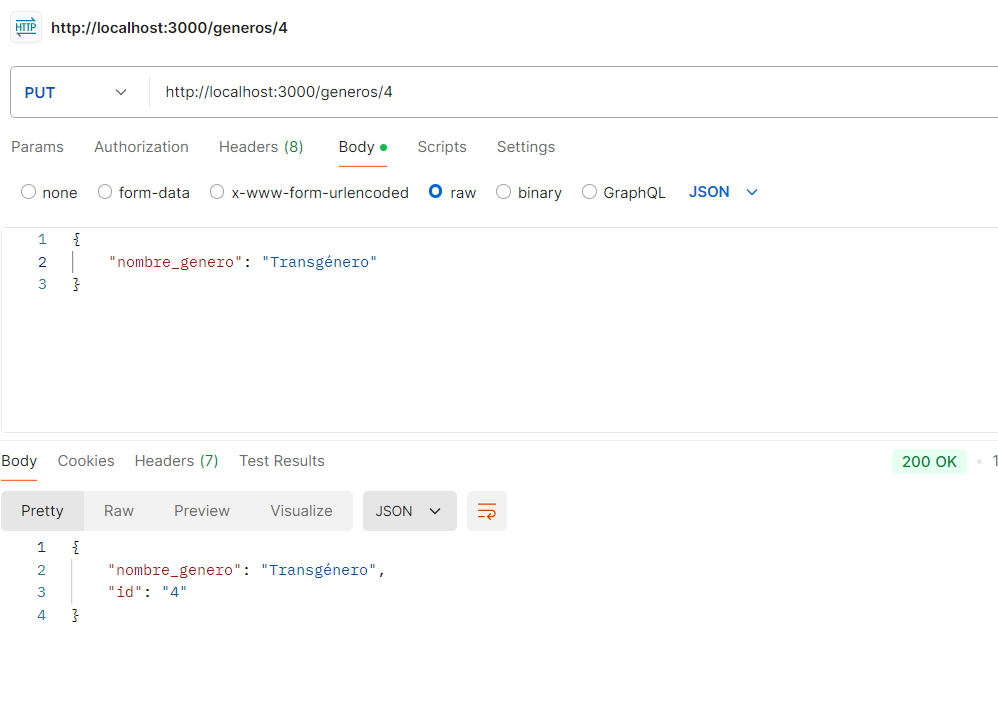 HTTP http://localhost:3000/generos/4
PUT http://localhost:3000/generos/4
Params Authorization Headers (8) Body Scripts Settings
none form-data x-www-form-urlencoded raw binary GraphQL JSON
1 {
2 "nombre_genero": "Transgénero"
3 }
Body Cookies Headers (7) Test Results 200 OK 1
Pretty Raw Preview Visualize JSON
1 {
2 "nombre_genero": "Transgénero",
3 "id": "4"
4 }